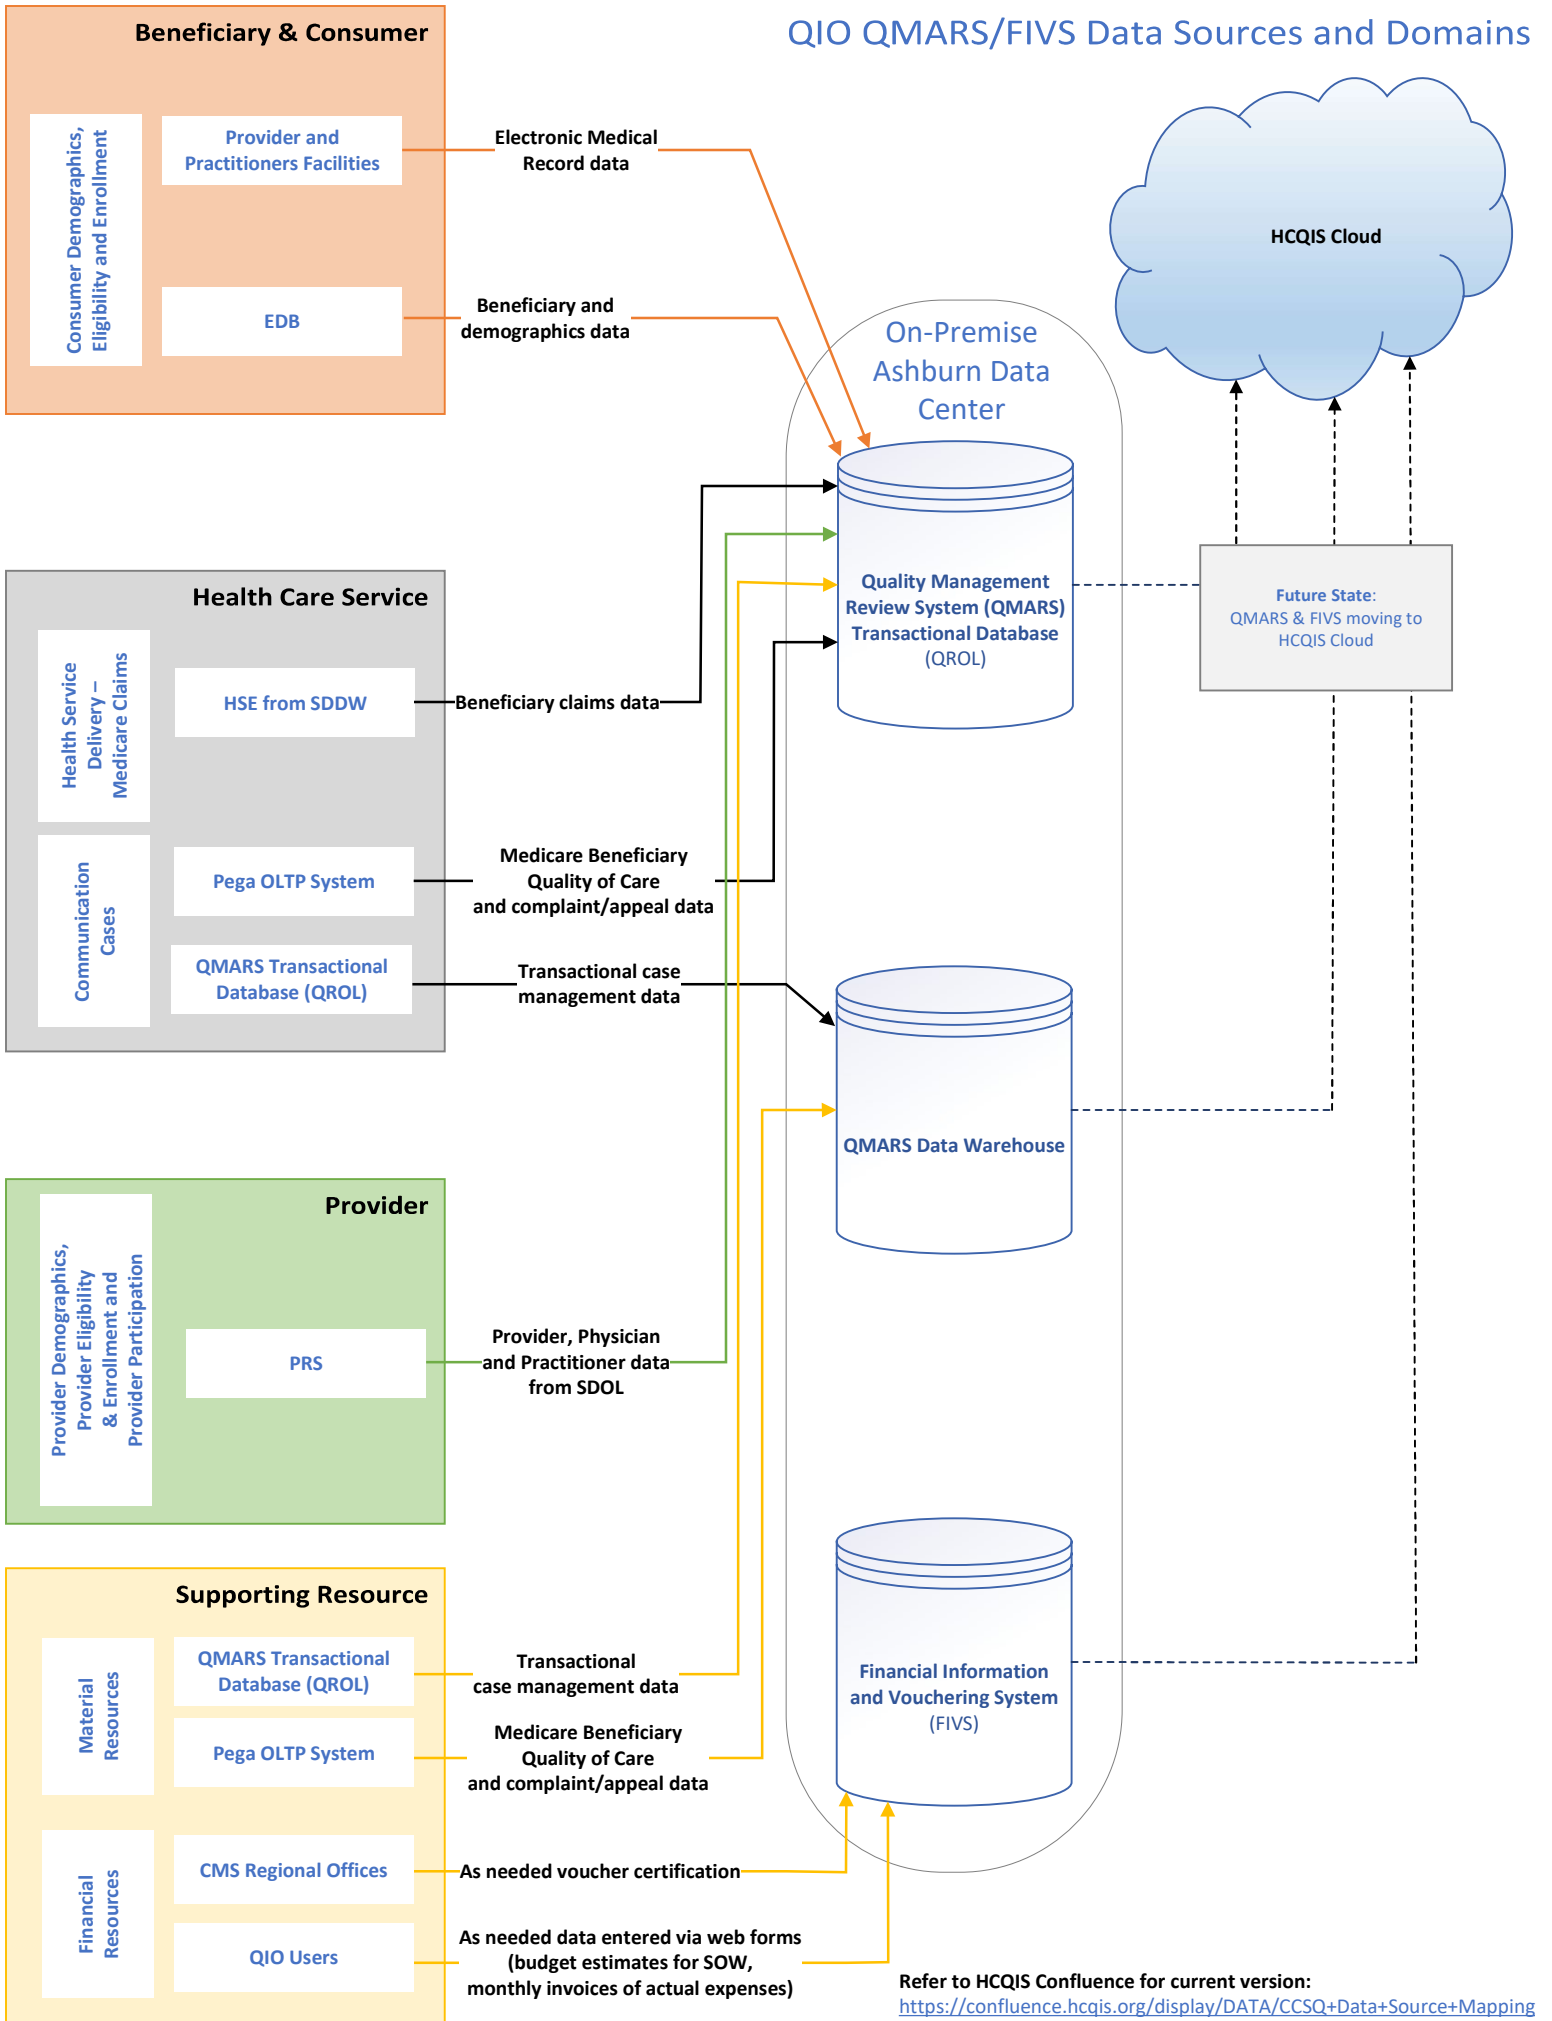 QIO QMARS/FIVS Data Sources and Domains
Beneficiary & Consumer
Consumer Demographics,
Eligibility and Enrollment
Provider and
Practitioners Facilities
Electronic Medical
Record data
EDB
Beneficiary and
demographics data
HCQIS Cloud
On-Premise
Ashburn Data
Center
Quality Management
Review System (QMARS)
Transactional Database
(QROL)
Future State:
QMARS & FIVS moving to
HCQIS Cloud
Health Care Service
Health Service
Delivery –
Medicare Claims
HSE from SDDW
Beneficiary claims data
Communication
Cases
Pega OLTP System
Medicare Beneficiary
Quality of Care
and complaint/appeal data
QMARS Transactional
Database (QROL)
Transactional case
management data
QMARS Data Warehouse
Provider
Provider Demographics,
Provider Eligibility
& Enrollment and
Provider Participation
PRS
Provider, Physician
and Practitioner data
from SDOL
Supporting Resource
Material
Resources
QMARS Transactional
Database (QROL)
Transactional
case management data
Pega OLTP System
Medicare Beneficiary
Quality of Care
and complaint/appeal data
Financial Information
and Vouchering System
(FIVS)
Financial
Resources
CMS Regional Offices
As needed voucher certification
QIO Users
As needed data entered via web forms
(budget estimates for SOW,
monthly invoices of actual expenses)
Refer to HCQIS Confluence for current version:
https://confluence.hcqis.org/display/DATA/CCSQ+Data+Source+Mapping